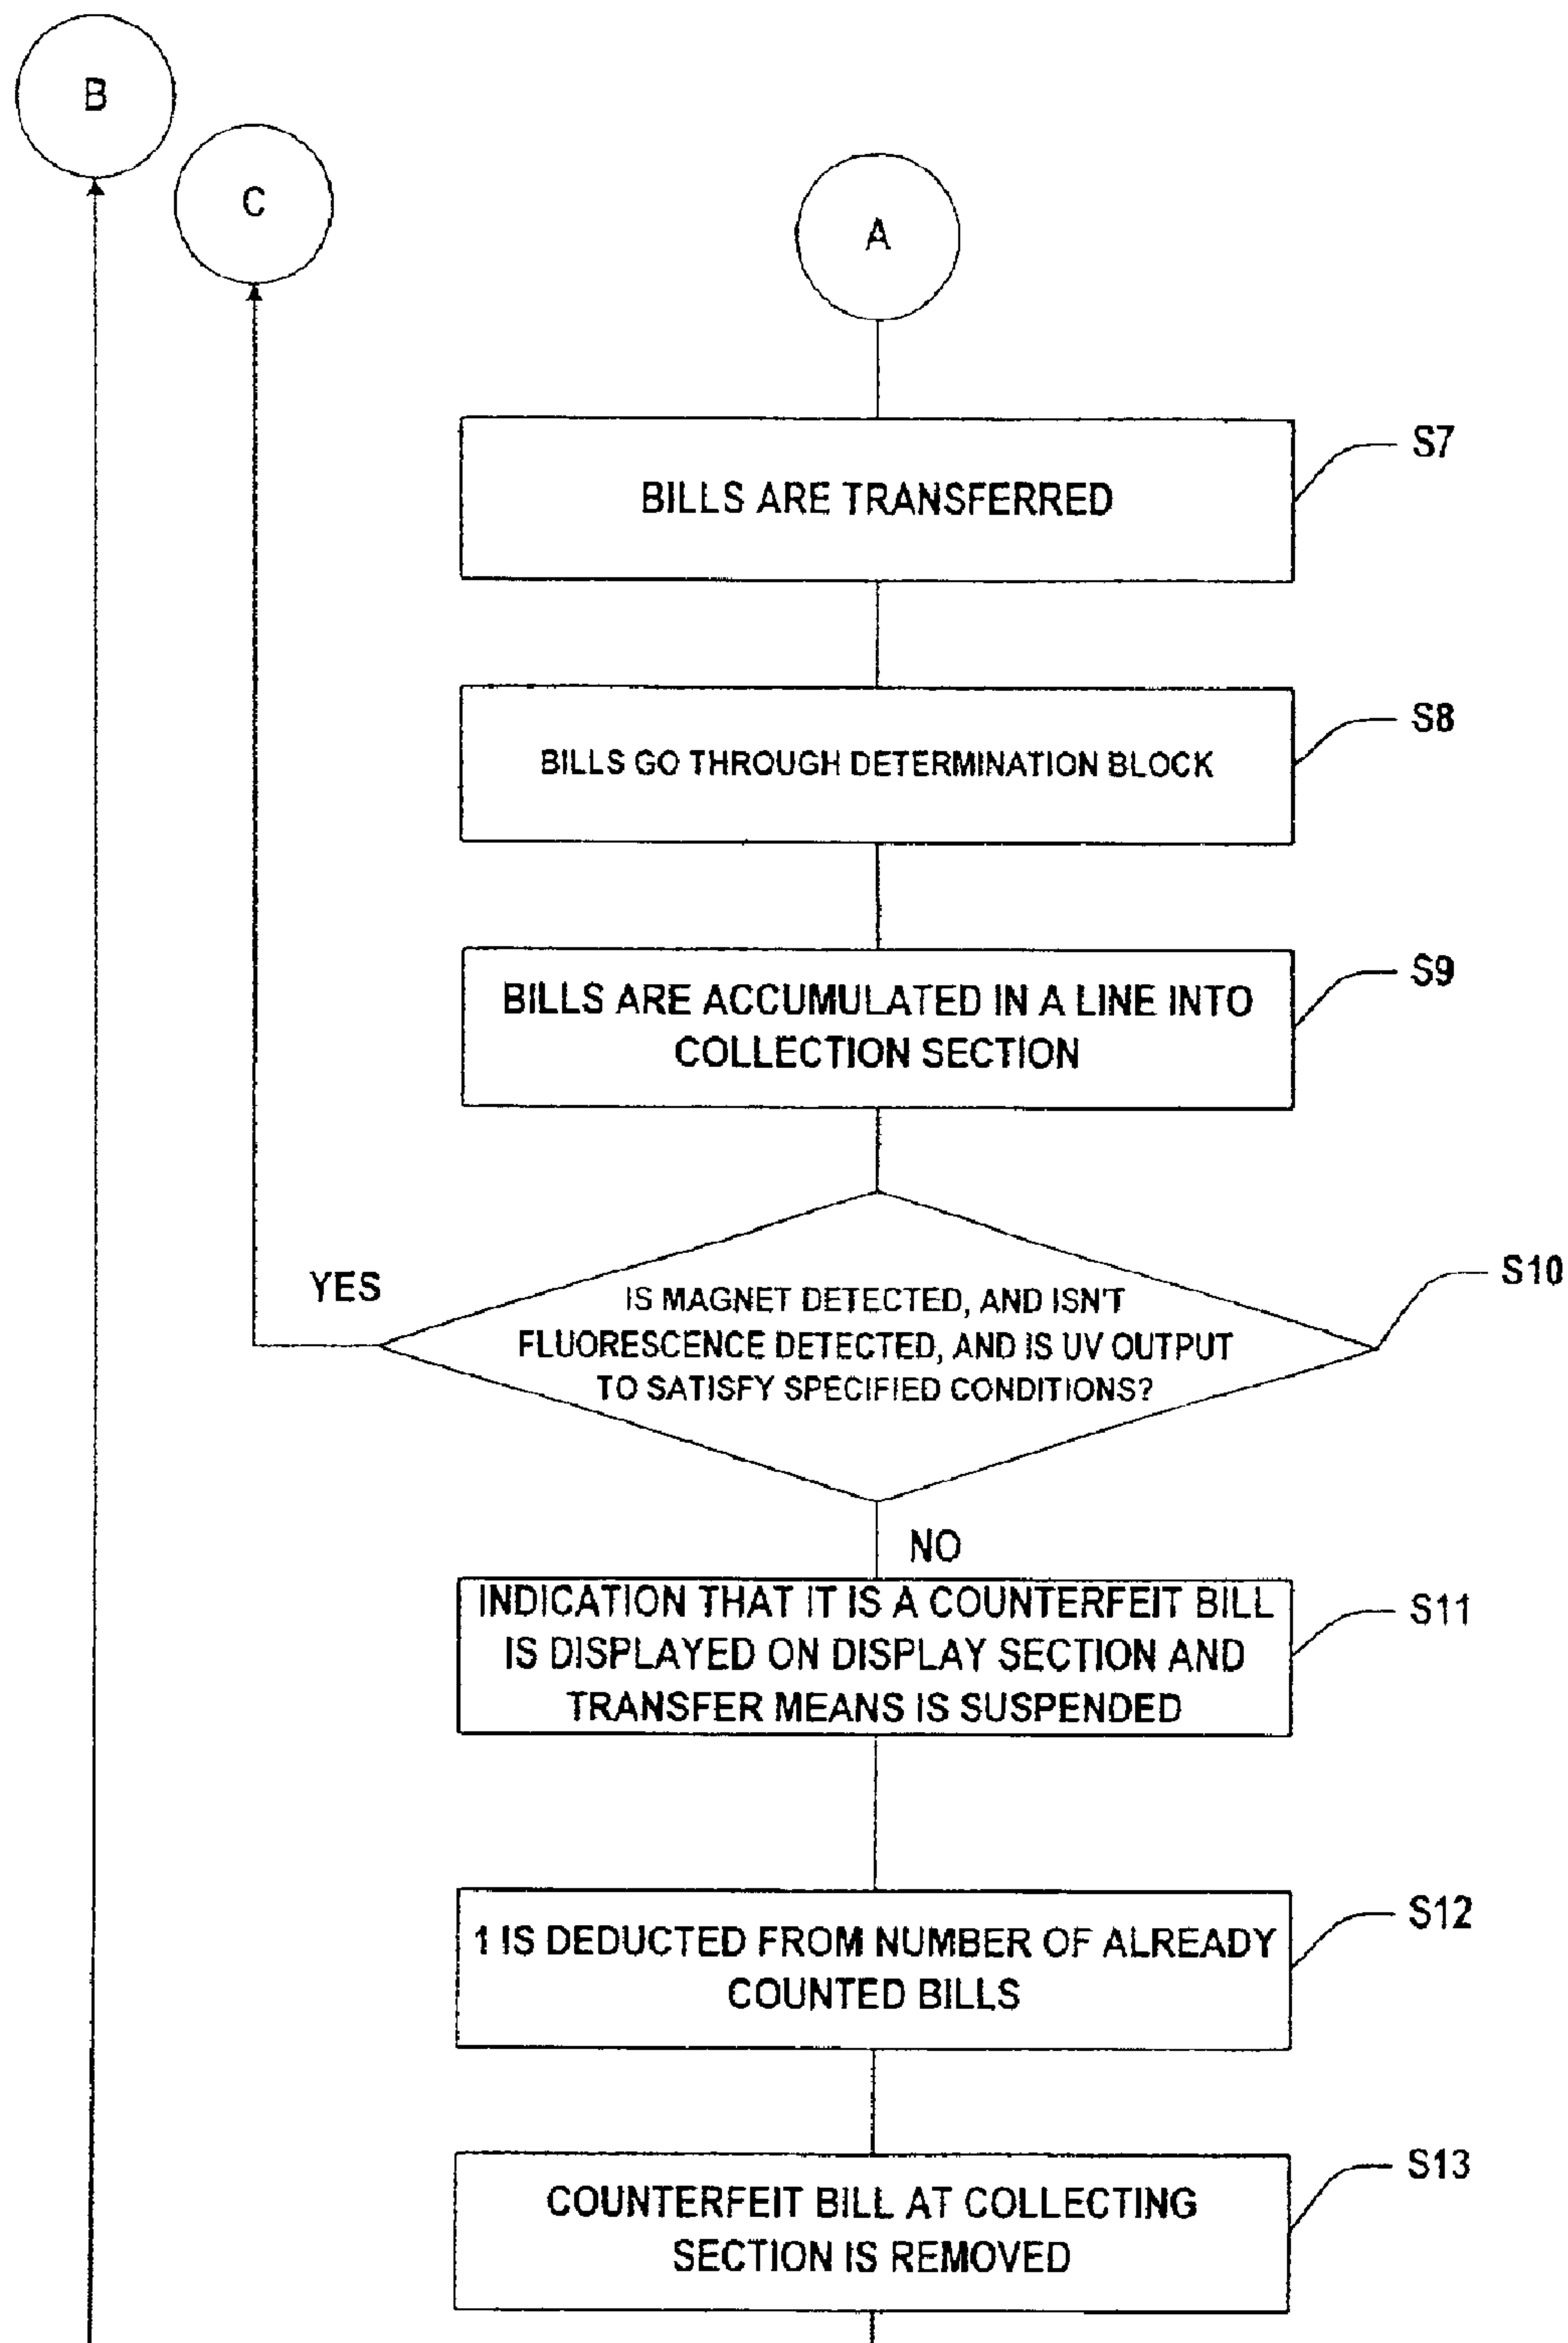 B
C
A
BILLS ARE TRANSFERRED
S7
BILLS GO THROUGH DETERMINATION BLOCK
S8
BILLS ARE ACCUMULATED IN A LINE INTO
COLLECTION SECTION
S9
YES
IS MAGNET DETECTED, AND ISN'T
FLUORESCENCE DETECTED, AND IS UV OUTPUT
TO SATISFY SPECIFIED CONDITIONS?
S10
NO
INDICATION THAT IT IS A COUNTERFEIT BILL
IS DISPLAYED ON DISPLAY SECTION AND
TRANSFER MEANS IS SUSPENDED
S11
1 IS DEDUCTED FROM NUMBER OF ALREADY
COUNTED BILLS
S12
COUNTERFEIT BILL AT COLLECTING
SECTION IS REMOVED
S13